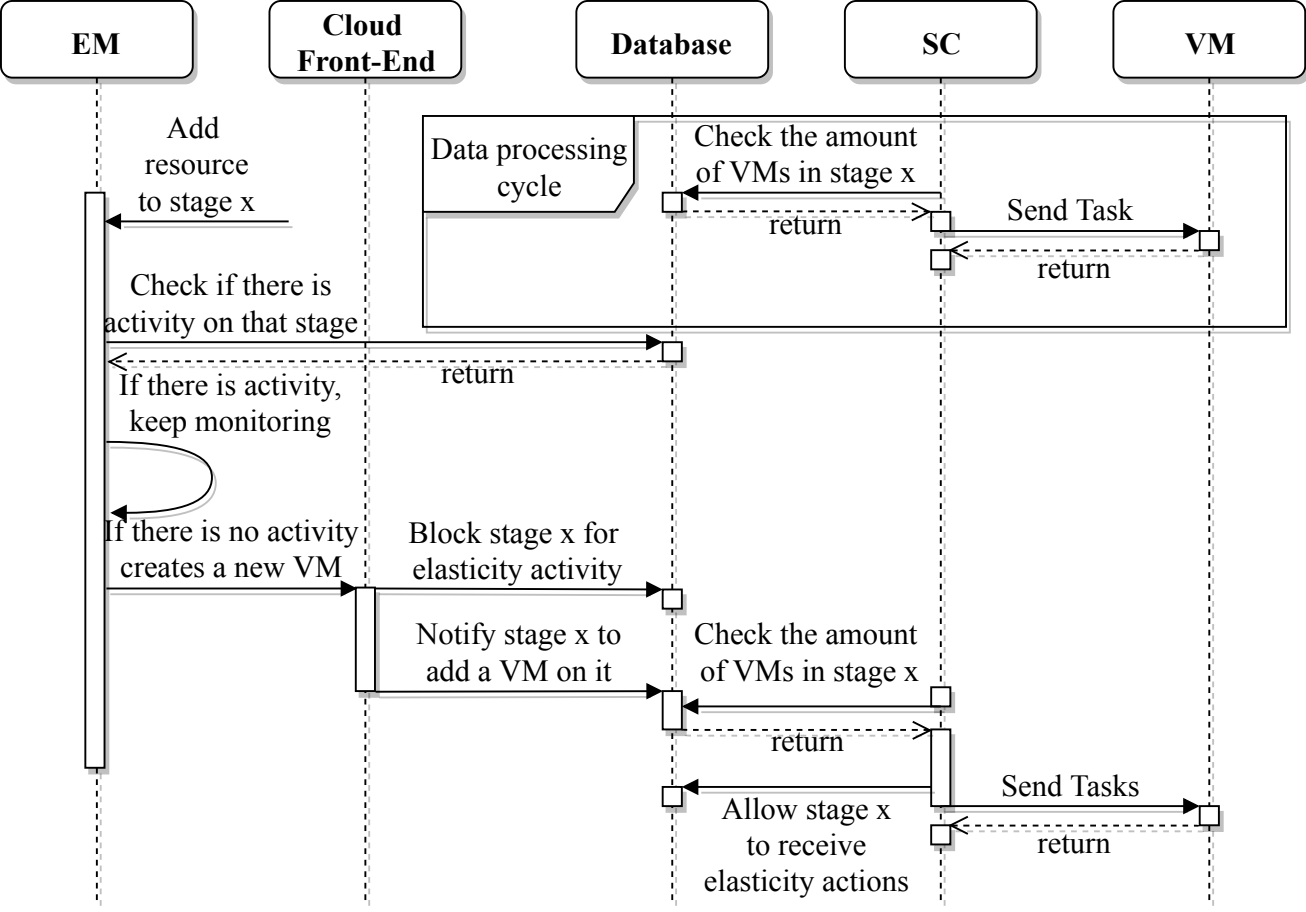 EM
Cloud
Front-End
Database
SC
VM
Add
resource
to stage x
Data processing
cycle
Check the amount
of VMs in stage x
return
Send Task
return
Check if there is
activity on that stage
return
If there is activity,
keep monitoring
If there is no activity
creates a new VM
Block stage x for
elasticity activity
Notify stage x to
add a VM on it
Check the amount
of VMs in stage x
return
Allow stage x
to receive
elasticity actions
Send Tasks
return